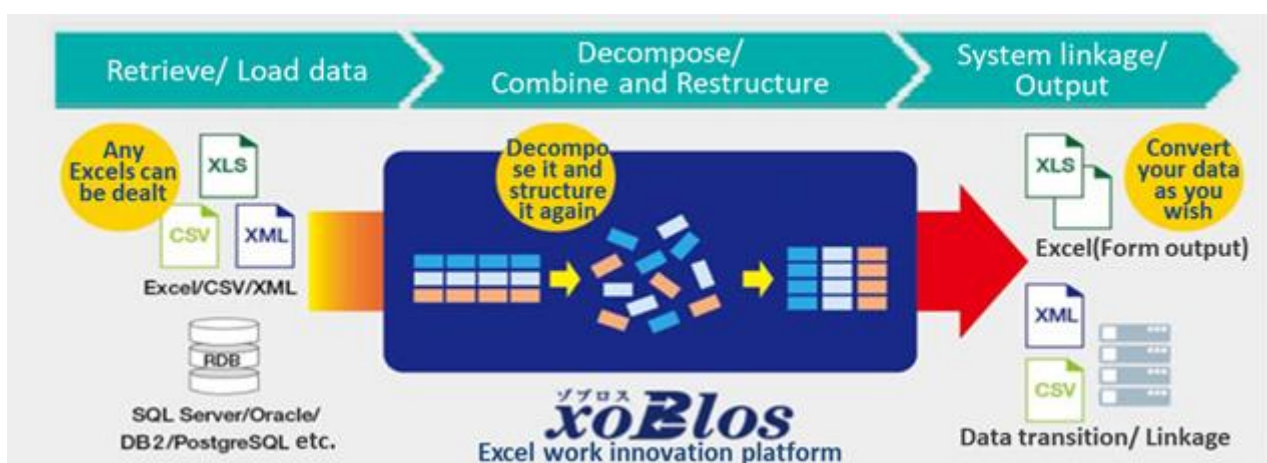 Retrieve/ Load data
Decompose/
Combine and Restructure
System linkage/
Output
Any
Excels can
be dealt
XLS
CSV
XML
Excel/CSV/XML
RDB
SQL Server/Oracle/
DB2/PostgreSQL etc.
Decompo
se it and
structure
it again
ゾブロス
xoBlos
Excel work innovation platform
XLS
Convert
your data
as you
wish
Excel(Form output)
XML
CSV
Data transition/ Linkage